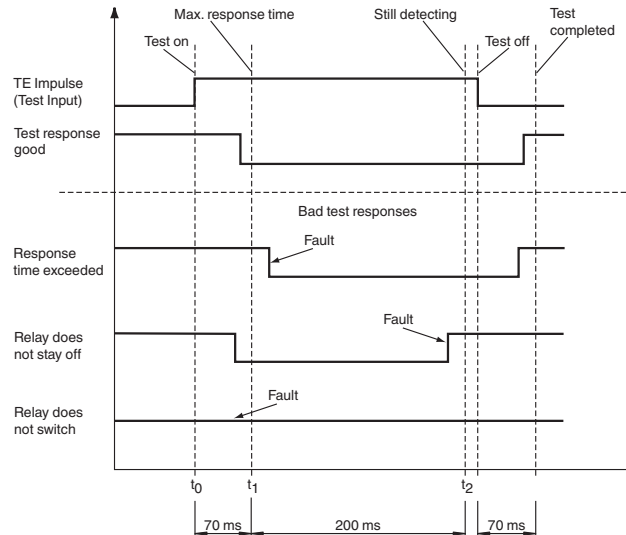 Max. response time
Still detecting
Test
completed
Test on
Test off
TE Impulse
(Test Input)
Test response
good
Bad test responses
Response
time exceeded
Fault
Relay does
not stay off
Fault
Relay does
not switch
Fault
t0
t1
t2
70 ms
200 ms
70 ms